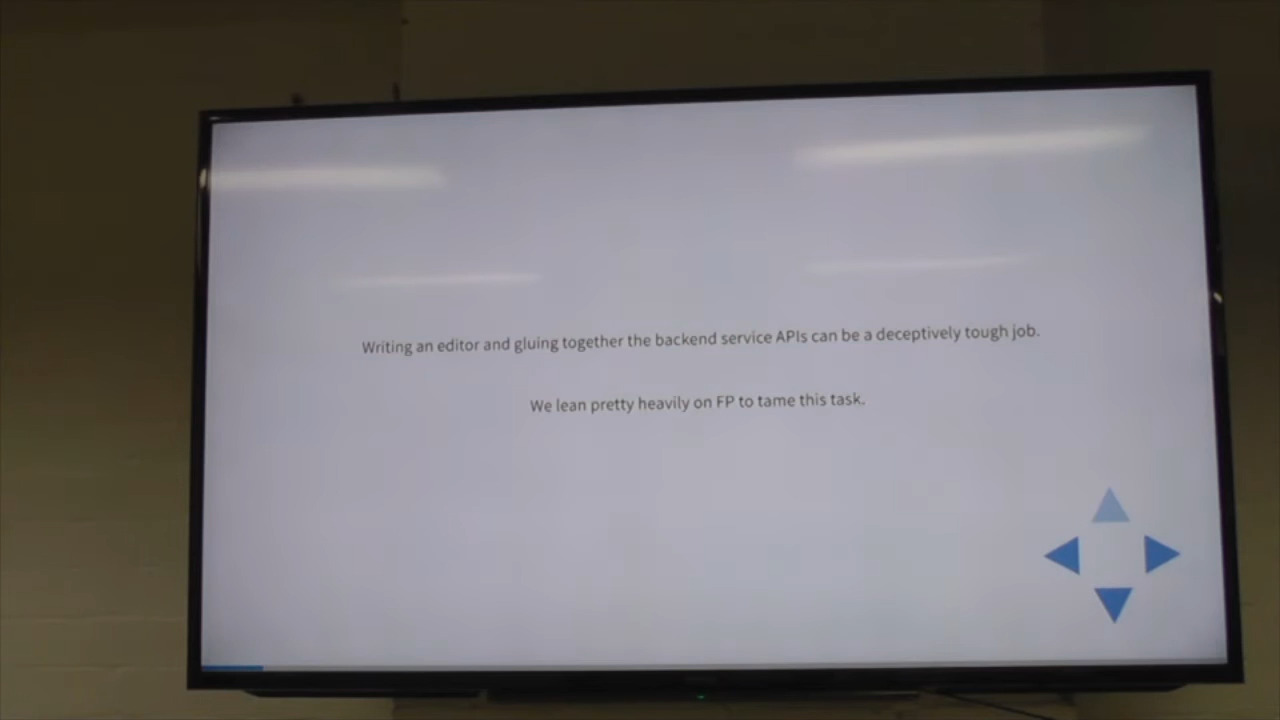 Writing an editor and gluing together the backend service APIs can be a deceptively tough job.
We lean pretty heavily on FP to tame this task.